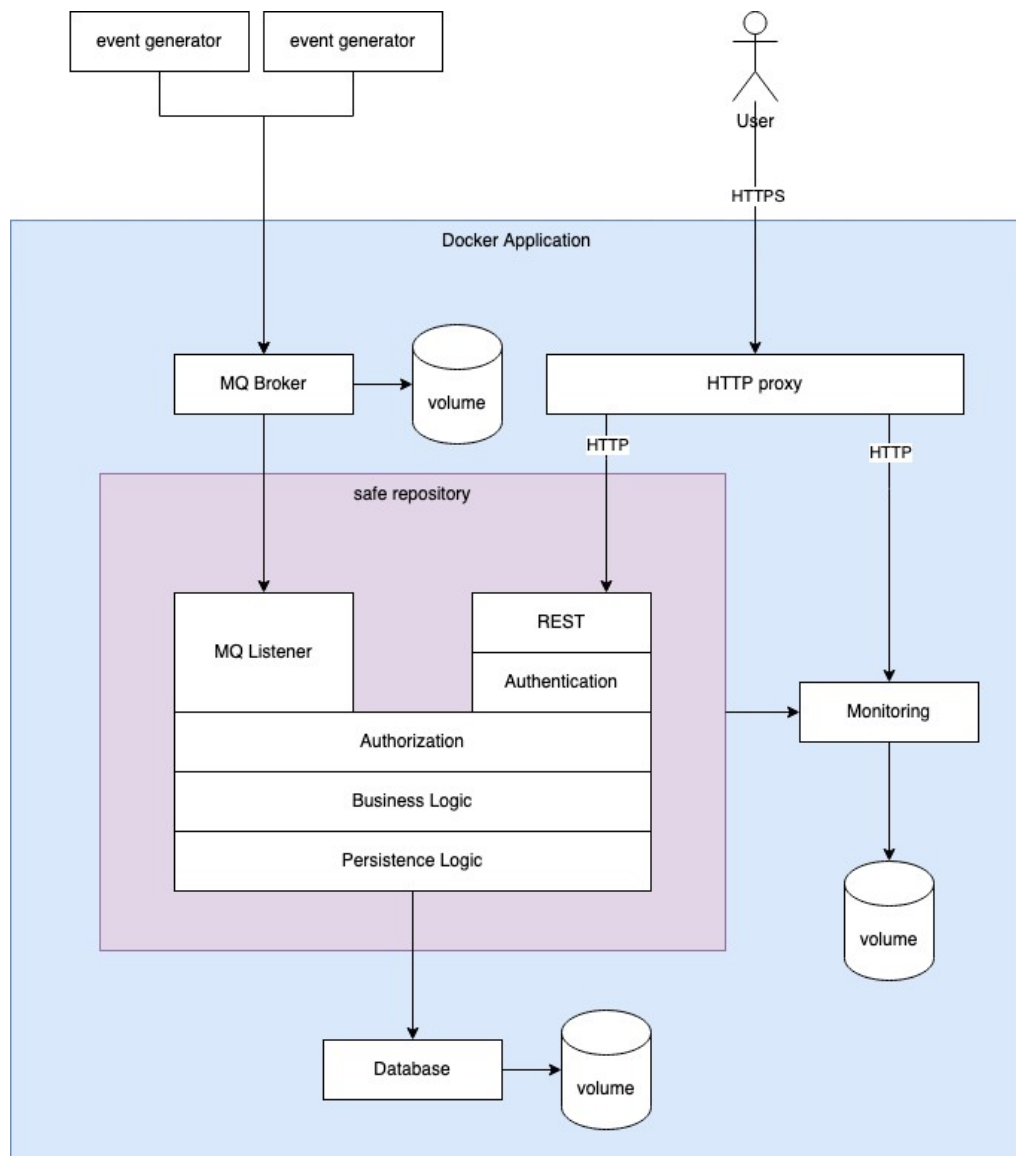 event generator
event generator
User
HTTPS
Docker Application
MQ Broker
volume
HTTP proxy
HTTP
HTTP
safe repository
MQ Listener
REST
Authentication
Monitoring
Authorization
Business Logic
Persistence Logic
volume
Database
volume